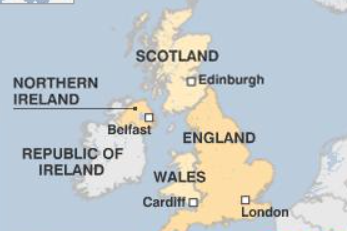 SCOTLAND
Edinburgh
NORTHERN
IRELAND
Belfast
ENGLAND
REPUBLIC OF
IRELAND
WALES
Cardiff
London